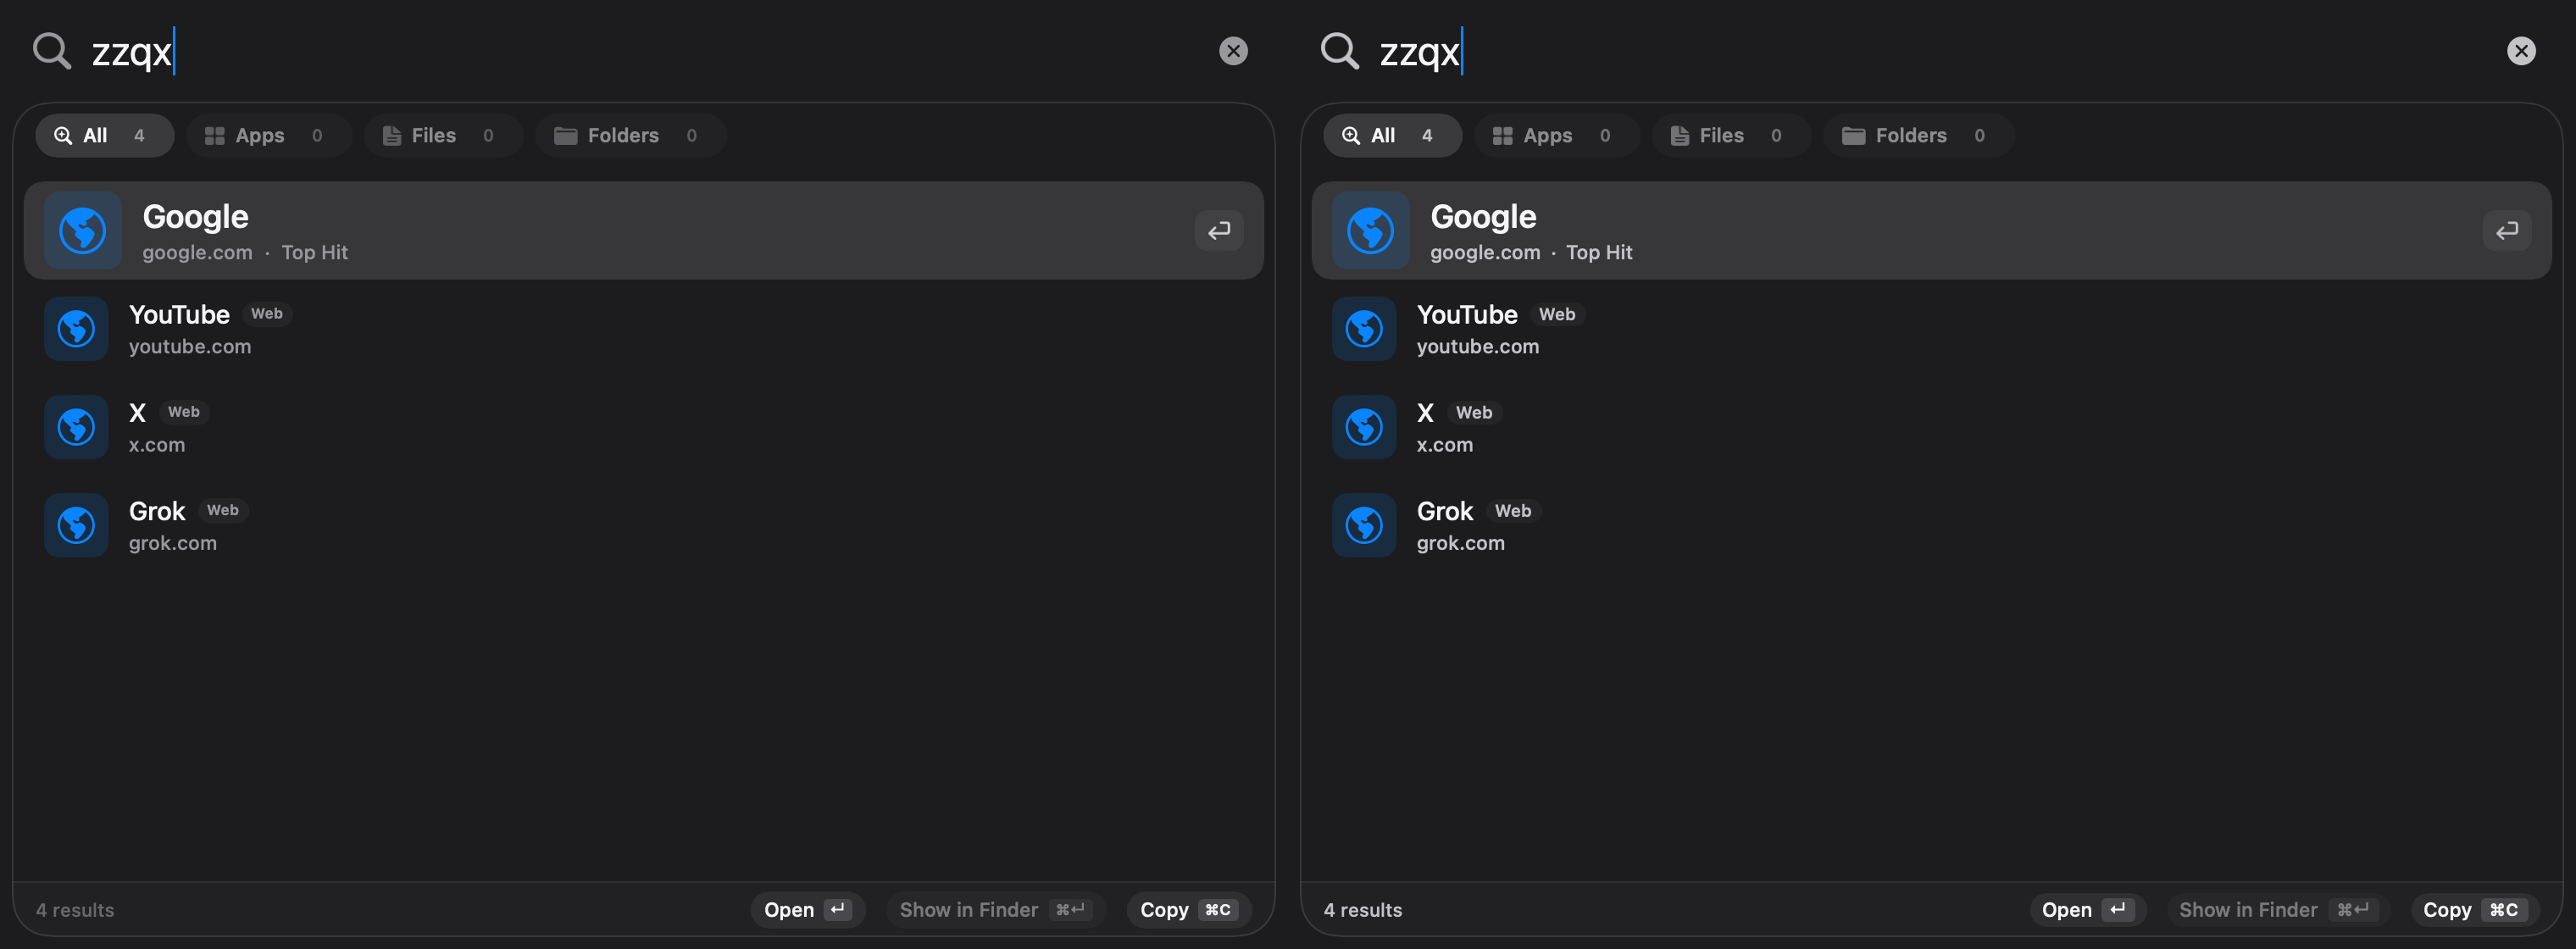 zzqx
All 4 Apps 0 Files 0 Folders 0
Google
google.com · Top Hit
YouTube Web
youtube.com
X Web
x.com
Grok Web
grok.com
4 results Open ↵ Show in Finder ⌘↵ Copy ⌘C
zzqx
All 4 Apps 0 Files 0 Folders 0
Google
google.com · Top Hit
YouTube Web
youtube.com
X Web
x.com
Grok Web
grok.com
4 results Open ↵ Show in Finder ⌘↵ Copy ⌘C